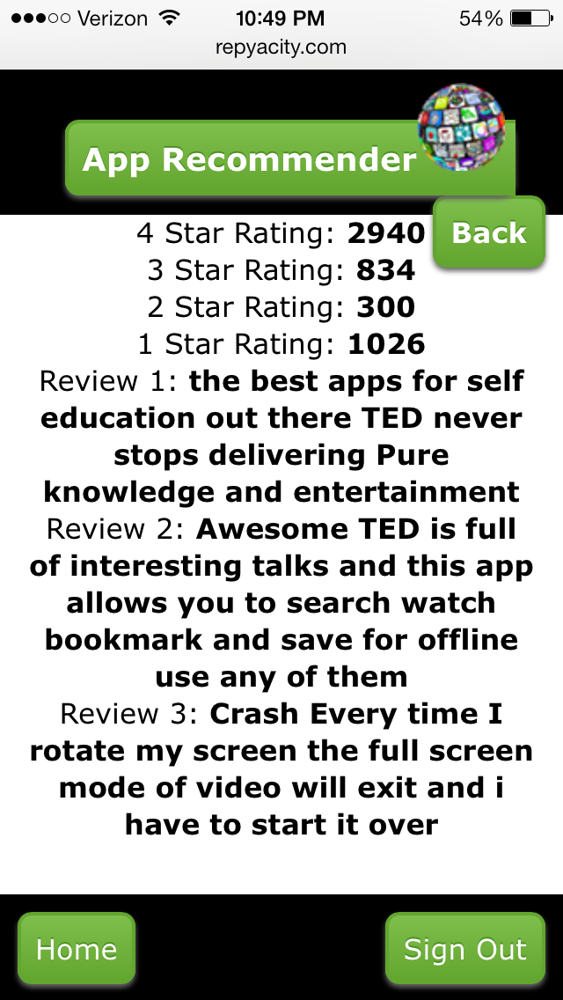 Verizon 10:49 PM 54%
repyacity.com
App Recommender
4 Star Rating: 2940
Back
3 Star Rating: 834
2 Star Rating: 300
1 Star Rating: 1026
Review 1: the best apps for self
education out there TED never
stops delivering Pure
knowledge and entertainment
Review 2: Awesome TED is full
of interesting talks and this app
allows you to search watch
bookmark and save for offline
use any of them
Review 3: Crash Every time I
rotate my screen the full screen
mode of video will exit and i
have to start it over
Home
Sign Out